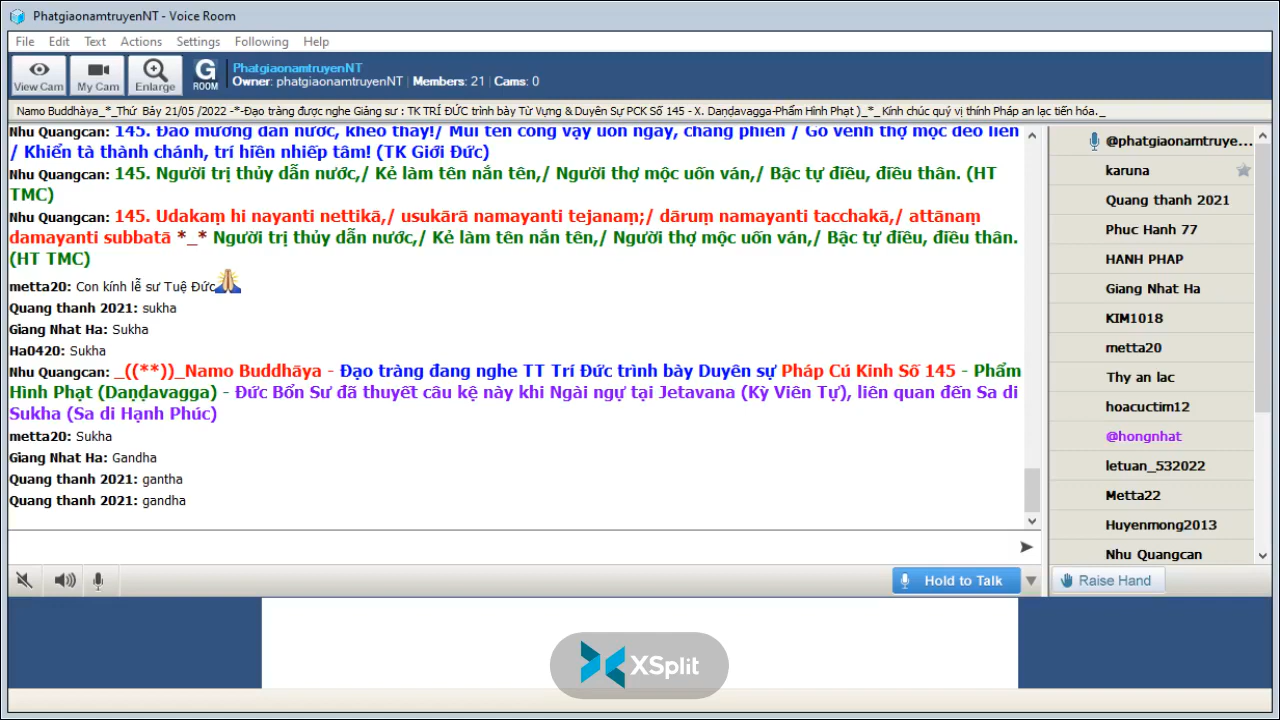 PhatgiaonamtruyenNT - Voice Room
File Edit Text Actions Settings Following Help
View Cam My Cam Enlarge G ROOM
PhatgiaonamtruyenNT
Owner: phatgiaonamtruyenNT | Members: 21 | Cams: 0
Namo Buddhàya_*_Thứ Bảy 21/05 /2022 -*-Đạo tràng được nghe Giảng sư : TK TRÍ ĐỨC trình bày Từ Vựng & Duyên Sự PCK Số 145 - X. Daṇḍavagga-Phẩm Hình Phạt )_*_Kính chúc quý vị thính Pháp an lạc tiến hóa._
Nhu Quangcan: 145. Đào mương dẫn nước, khéo thay!/ Mũi tên cong vậy uốn ngay, chẳng phiền / Gỗ vênh thợ mộc đẽo liền
/ Khiến tà thành chánh, trí hiền nhiếp tâm! (TK Giới Đức)
Nhu Quangcan: 145. Người trị thủy dẫn nước,/ Kẻ làm tên nắn tên,/ Người thợ mộc uốn ván,/ Bậc tự điều, điều thân. (HT
TMC)
Nhu Quangcan: 145. Udakaṃ hi nayanti nettikā,/ usukārā namayanti tejanaṃ;/ dāruṃ namayanti tacchakā,/ attānaṃ
damayanti subbatā *_* Người trị thủy dẫn nước,/ Kẻ làm tên nắn tên,/ Người thợ mộc uốn ván,/ Bậc tự điều, điều thân.
(HT TMC)
metta20: Con kính lễ sư Tuệ Đức
Quang thanh 2021: sukha
Giang Nhat Ha: Sukha
Ha0420: Sukha
Nhu Quangcan: _((**))_Namo Buddhāya - Đạo tràng đang nghe TT Trí Đức trình bày Duyên sự Pháp Cú Kinh Số 145 - Phẩm
Hình Phạt (Daṇḍavagga) - Đức Bổn Sư đã thuyết câu kệ này khi Ngài ngự tại Jetavana (Kỳ Viên Tự), liên quan đến Sa di
Sukha (Sa di Hạnh Phúc)
metta20: Sukha
Giang Nhat Ha: Gandha
Quang thanh 2021: gantha
Quang thanh 2021: gandha
@phatgiaonamtruye...
karuna
Quang thanh 2021
Phuc Hanh 77
HANH PHAP
Giang Nhat Ha
KIM1018
metta20
Thy an lac
hoacuctim12
@hongnhat
letuan_532022
Metta22
Huyenmong2013
Nhu Quangcan
Hold to Talk
Raise Hand
XSplit